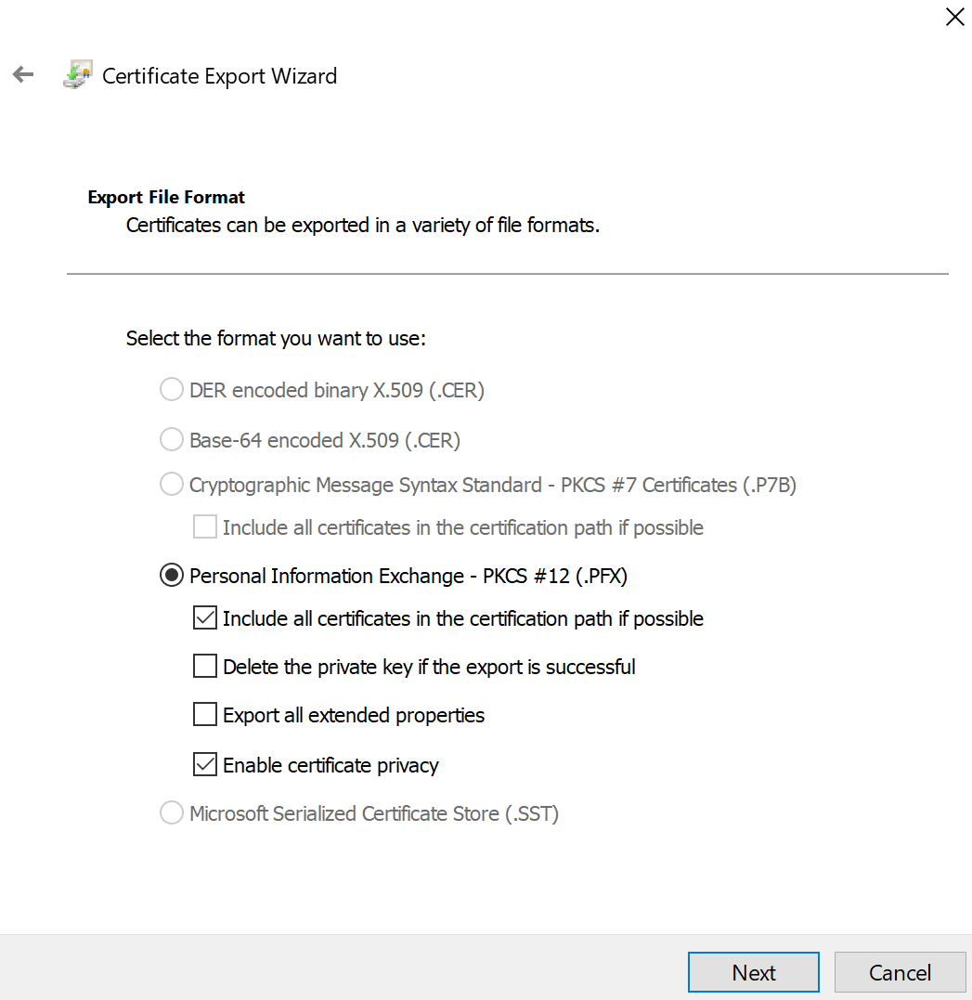 Certificate Export Wizard
Export File Format
Certificates can be exported in a variety of file formats.
Select the format you want to use:
DER encoded binary X.509 (.CER)
Base-64 encoded X.509 (.CER)
Cryptographic Message Syntax Standard - PKCS #7 Certificates (.P7B)
Include all certificates in the certification path if possible
Personal Information Exchange - PKCS #12 (.PFX)
Include all certificates in the certification path if possible
Delete the private key if the export is successful
Export all extended properties
Enable certificate privacy
Microsoft Serialized Certificate Store (.SST)
Next
Cancel